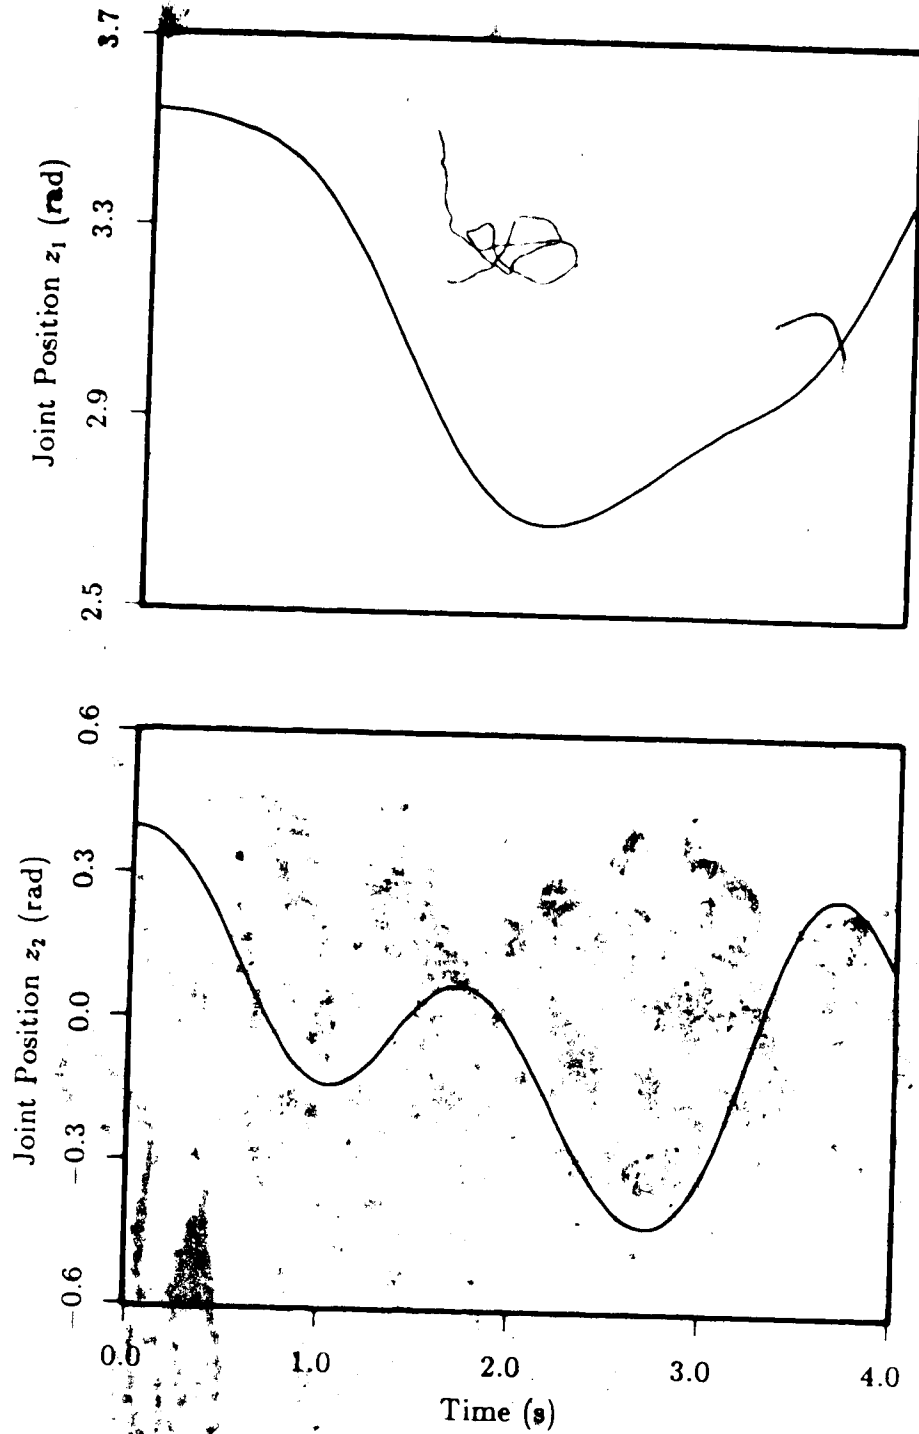 Joint Position z₁ (rad)
3.7
3.3
2.9
2.5
Joint Position z₂ (rad)
0.6
0.3
0.0
−0.3
−0.6
0.0 1.0 2.0 3.0 4.0
Time (s)